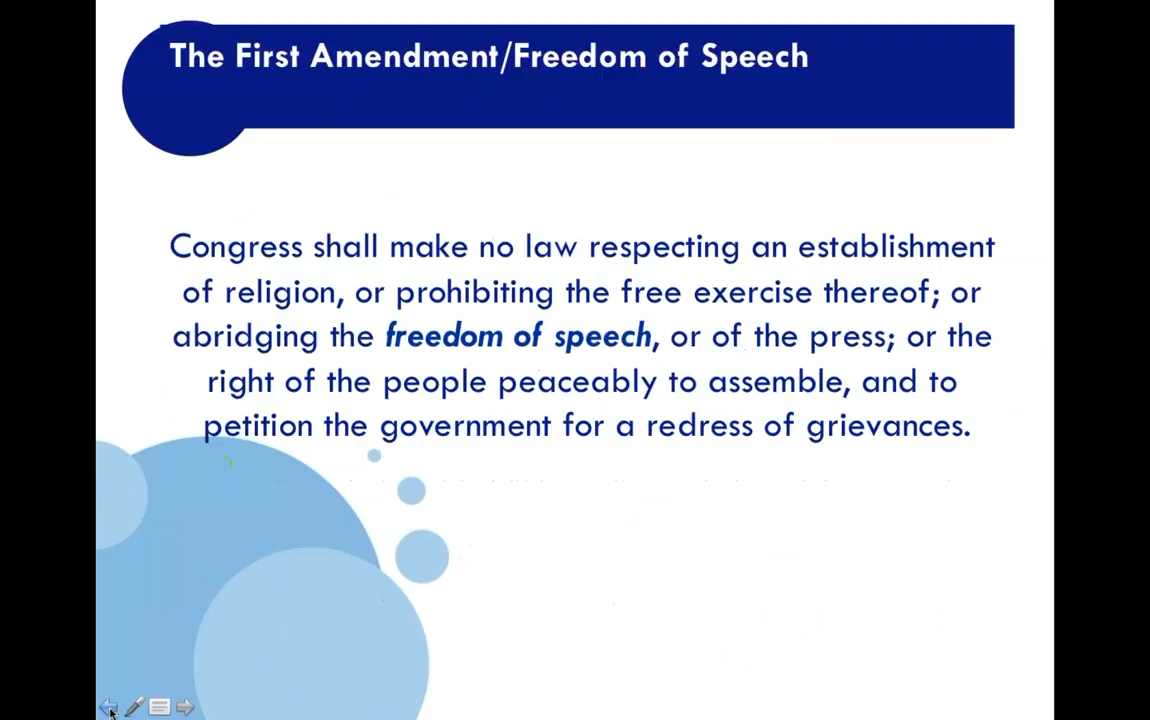 The First Amendment/Freedom of Speech
Congress shall make no law respecting an establishment
of religion, or prohibiting the free exercise thereof; or
abridging the freedom of speech, or of the press; or the
right of the people peaceably to assemble, and to
petition the government for a redress of grievances.